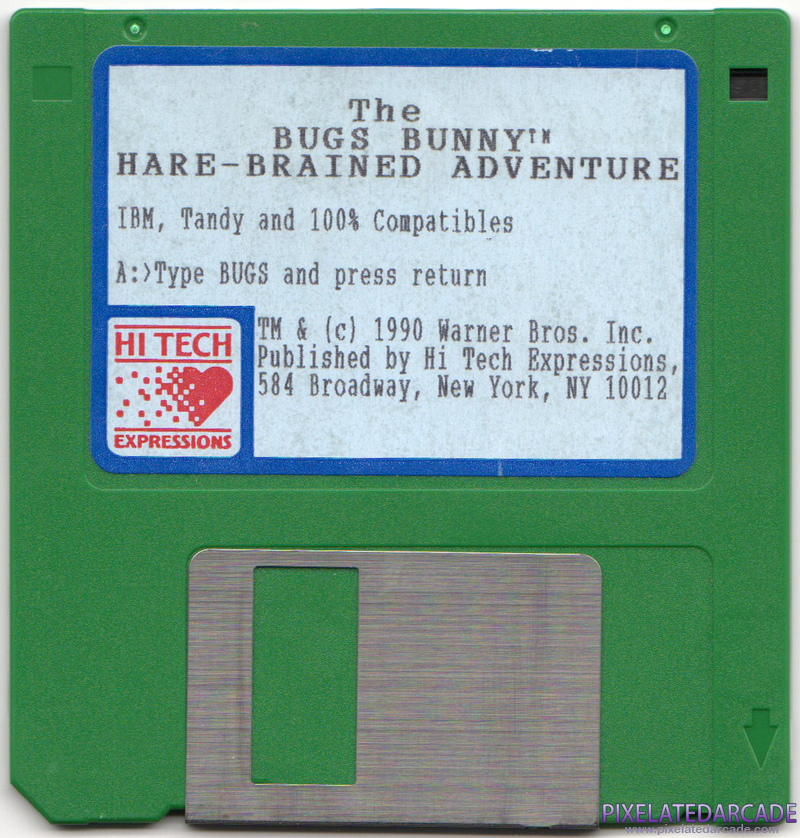 The
BUGS BUNNY™
HARE-BRAINED ADVENTURE
IBM, Tandy and 100% Compatibles
A:>Type BUGS and press return
HI TECH
EXPRESSIONS
TM & (c) 1990 Warner Bros. Inc.
Published by Hi Tech Expressions,
584 Broadway, New York, NY 10012
PIXELATEDARCADE
www.pixelatedarcade.com